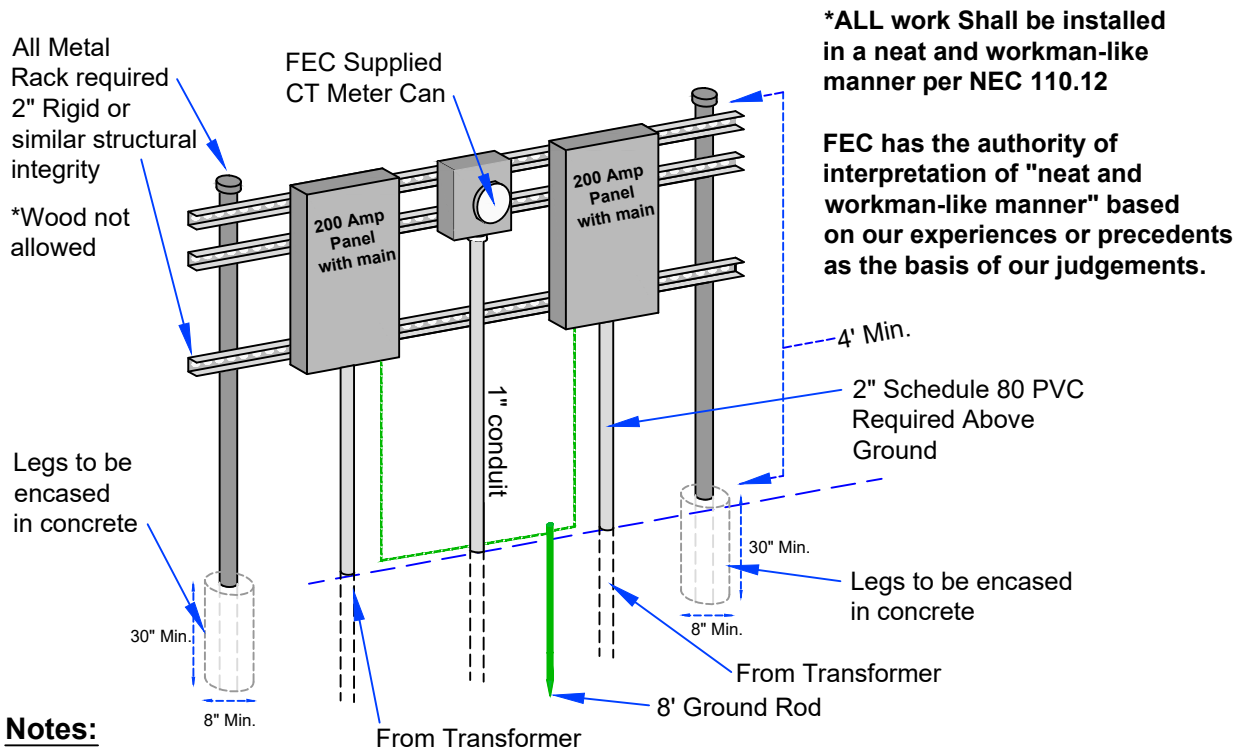 All Metal
Rack required
2" Rigid or
similar structural
integrity
*Wood not
allowed
FEC Supplied
CT Meter Can
*ALL work Shall be installed
in a neat and workman-like
manner per NEC 110.12
FEC has the authority of
interpretation of "neat and
workman-like manner" based
on our experiences or precedents
as the basis of our judgements.
200 Amp
Panel
with main
200 Amp
Panel
with main
4' Min.
1" conduit
2" Schedule 80 PVC
Required Above
Ground
Legs to be
encased
in concrete
30" Min.
8" Min.
30" Min.
8" Min.
Legs to be encased
in concrete
From Transformer
8' Ground Rod
From Transformer
Notes: